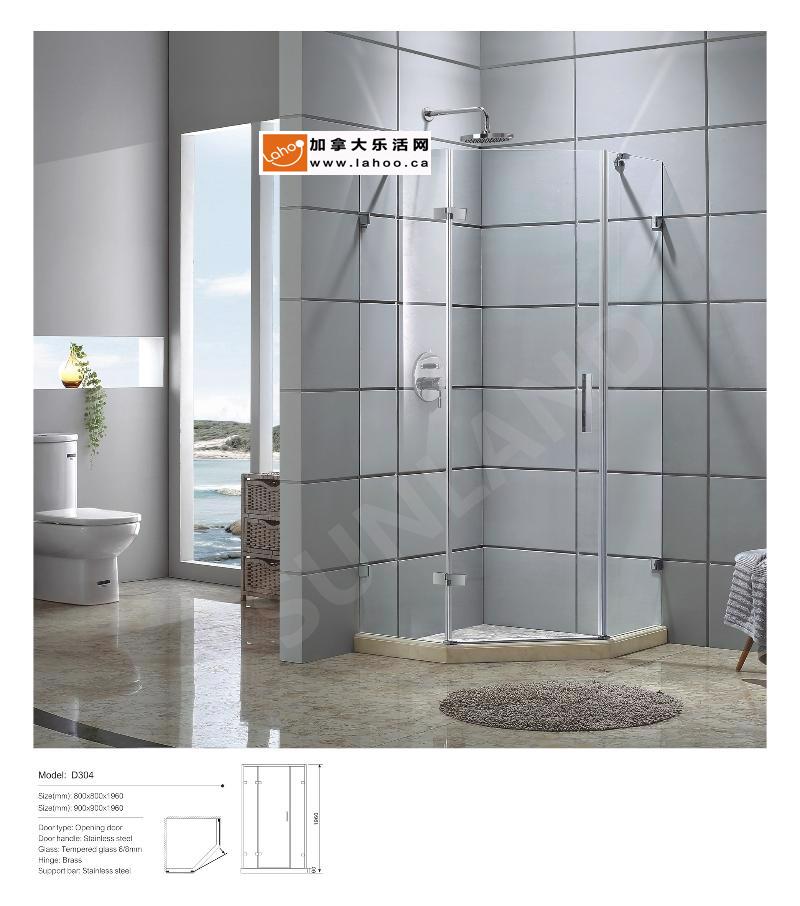 Lahoo
加拿大乐活网
www.lahoo.ca
SUNLAND
Model: D304
Size(mm): 800x800x1960
Size(mm): 900x900x1960
Door type: Opening door
Door handle: Stainless steel
Glass: Tempered glass 6/8mm
Hinge: Brass
Support bar: Stainless steel
1960